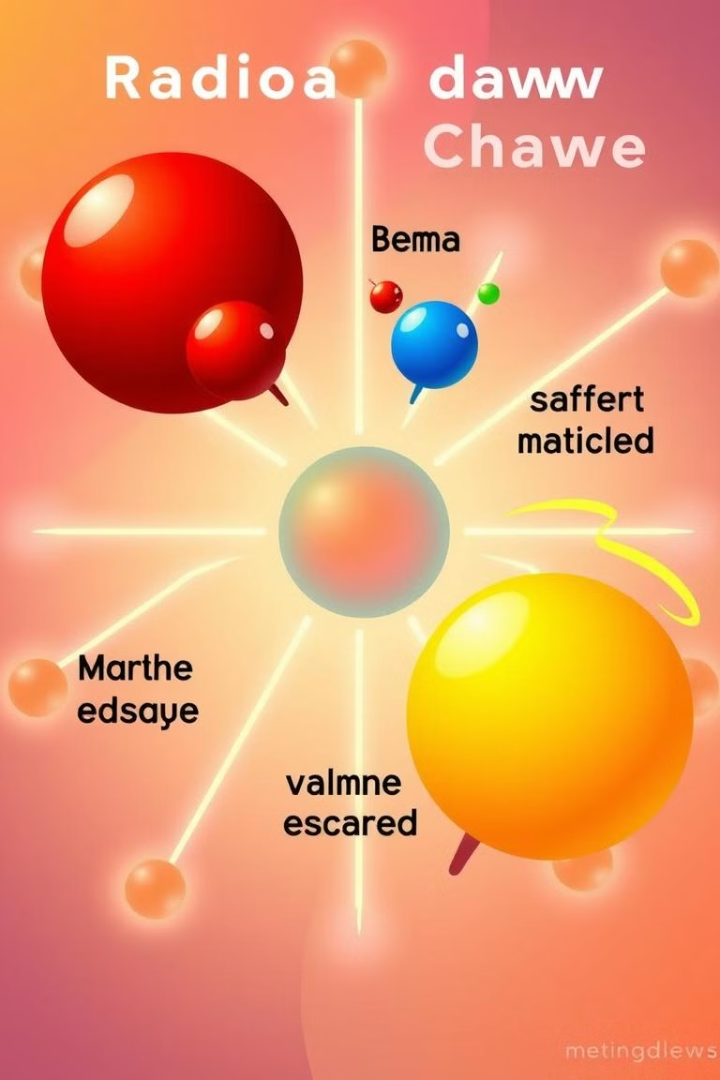 Radioa daww
Chawe
Bema
saffert
maticled
Marthe
edsaye
valmne
escared
metingdlews